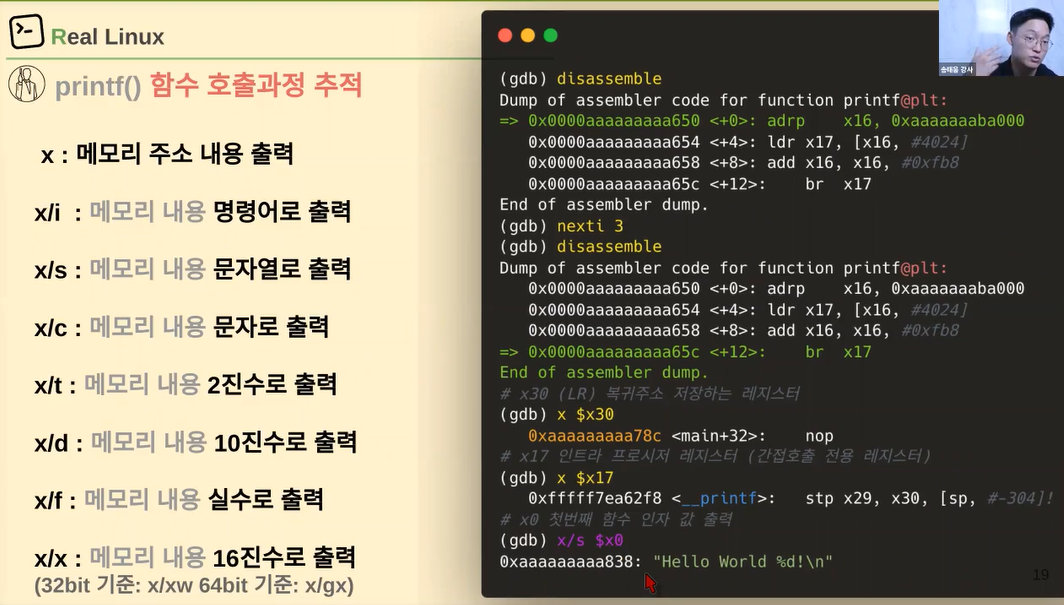 Real Linux
printf() 함수 호출과정 추적
x : 메모리 주소 내용 출력
x/i : 메모리 내용 명령어로 출력
x/s : 메모리 내용 문자열로 출력
x/c : 메모리 내용 문자로 출력
x/t : 메모리 내용 2진수로 출력
x/d : 메모리 내용 10진수로 출력
x/f : 메모리 내용 실수로 출력
x/x : 메모리 내용 16진수로 출력
(32bit 기준: x/xw 64bit 기준: x/gx)
(gdb) disassemble
Dump of assembler code for function printf@plt:
=> 0x0000aaaaaaaaa650 <+0>: adrp x16, 0xaaaaaaaba000
0x0000aaaaaaaaa654 <+4>: ldr x17, [x16, #4024]
0x0000aaaaaaaaa658 <+8>: add x16, x16, #0xfb8
0x0000aaaaaaaaa65c <+12>: br x17
End of assembler dump.
(gdb) nexti 3
(gdb) disassemble
Dump of assembler code for function printf@plt:
0x0000aaaaaaaaa650 <+0>: adrp x16, 0xaaaaaaaba000
0x0000aaaaaaaaa654 <+4>: ldr x17, [x16, #4024]
0x0000aaaaaaaaa658 <+8>: add x16, x16, #0xfb8
=> 0x0000aaaaaaaaa65c <+12>: br x17
End of assembler dump.
# x30 (LR) 복귀주소 저장하는 레지스터
(gdb) x $x30
0xaaaaaaaaa78c <main+32>: nop
# x17 인트라 프로시저 레지스터 (간접호출 전용 레지스터)
(gdb) x $x17
0xfffff7ea62f8 <__printf>: stp x29, x30, [sp, #-304]!
# x0 첫번째 함수 인자 값 출력
(gdb) x/s $x0
0xaaaaaaaaa838: "Hello World %d!\n"
송태웅 강사
19